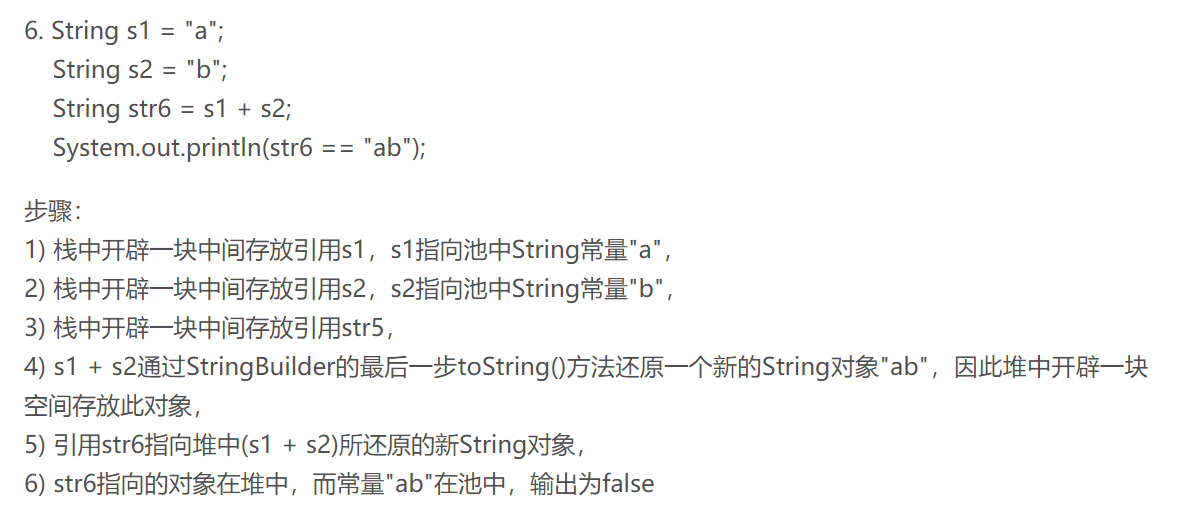 6. String s1 = "a";
String s2 = "b";
String str6 = s1 + s2;
System.out.println(str6 == "ab");
步骤：
1) 栈中开辟一块中间存放引用s1，s1指向池中String常量"a"，
2) 栈中开辟一块中间存放引用s2，s2指向池中String常量"b"，
3) 栈中开辟一块中间存放引用str5，
4) s1 + s2通过StringBuilder的最后一步toString()方法还原一个新的String对象"ab"，因此堆中开辟一块
空间存放此对象，
5) 引用str6指向堆中(s1 + s2)所还原的新String对象，
6) str6指向的对象在堆中，而常量"ab"在池中，输出为false